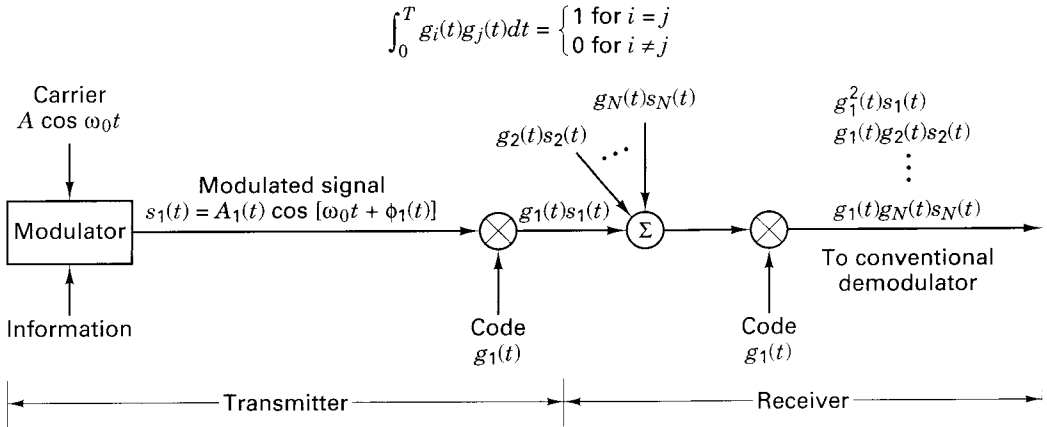 ∫₀ᵀ gᵢ(t)gⱼ(t)dt = { 1 for i = j
0 for i ≠ j
Carrier
A cos ω₀t
Modulator
Information
Modulated signal
s₁(t) = A₁(t) cos [ω₀t + ϕ₁(t)]
g₁(t)s₁(t)
Code
g₁(t)
g₂(t)s₂(t)
gN(t)sN(t)
Σ
Code
g₁(t)
g₁²(t)s₁(t)
g₁(t)g₂(t)s₂(t)
⋮
g₁(t)gN(t)sN(t)
To conventional
demodulator
Transmitter
Receiver